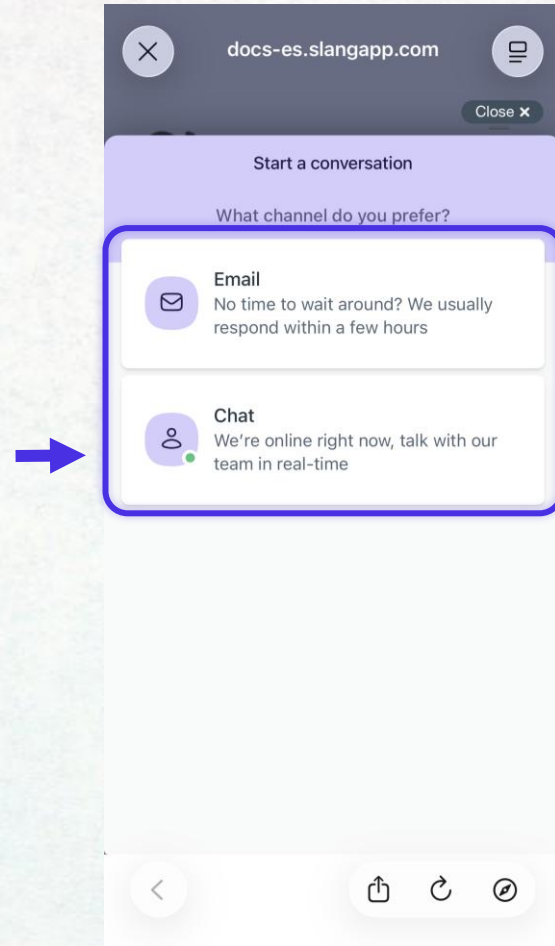 docs-es.slangapp.com
Close ×
Start a conversation
What channel do you prefer?
Email
No time to wait around? We usually
respond within a few hours
Chat
We're online right now, talk with our
team in real-time